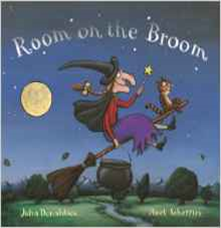 Room on the Broom
Julia Donaldson
Axel Scheffler